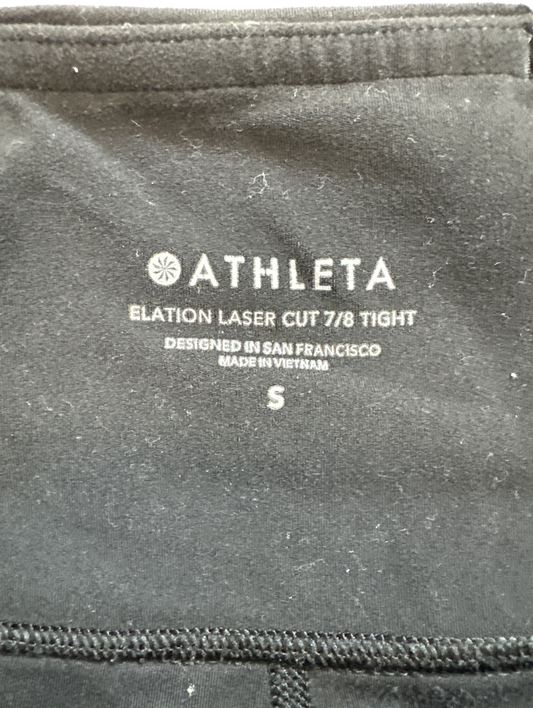 ATHLETA
ELATION LASER CUT 7/8 TIGHT
DESIGNED IN SAN FRANCISCO
MADE IN VIETNAM
S